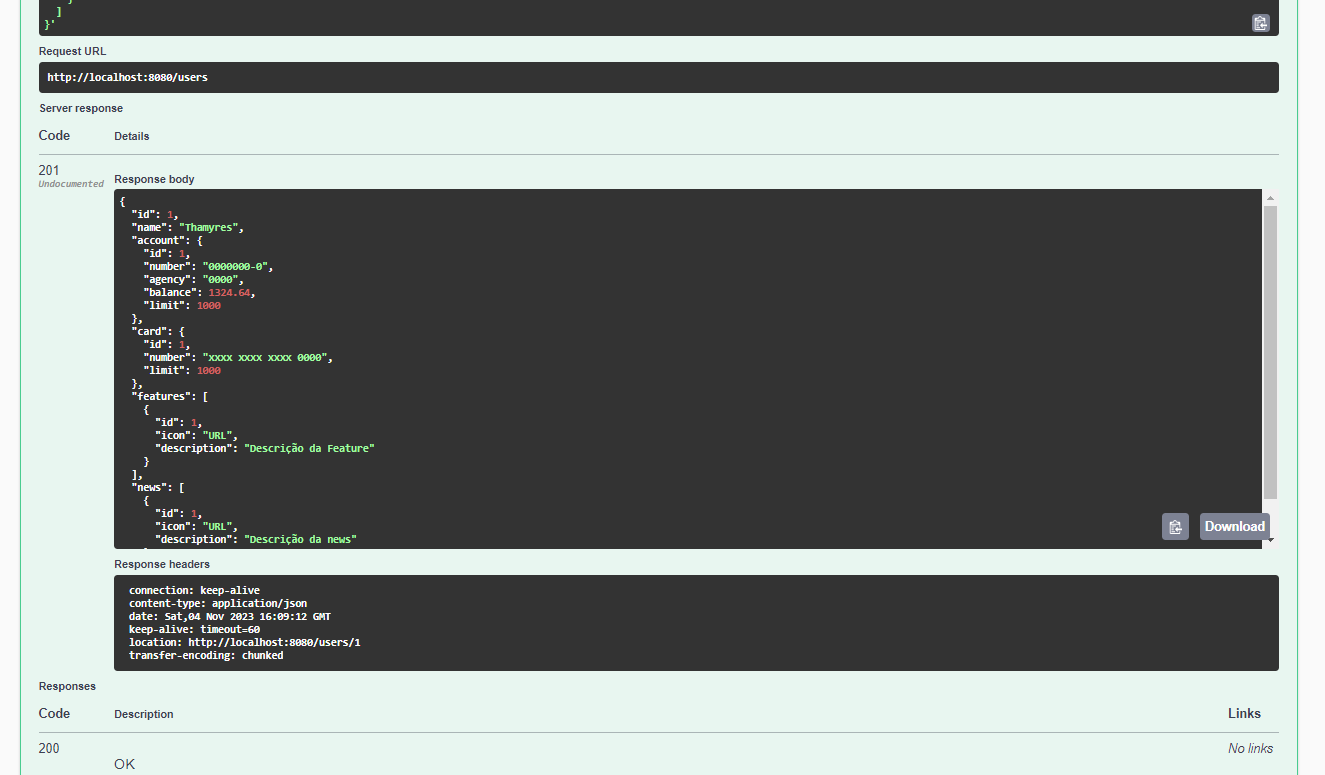 ]
}'
Request URL
http://localhost:8080/users
Server response
Code Details
201
Undocumented
Response body
{
  "id": 1,
  "name": "Thamyres",
  "account": {
    "id": 1,
    "number": "0000000-0",
    "agency": "0000",
    "balance": 1324.64,
    "limit": 1000
  },
  "card": {
    "id": 1,
    "number": "xxxx xxxx xxxx 0000",
    "limit": 1000
  },
  "features": [
    {
      "id": 1,
      "icon": "URL",
      "description": "Descrição da Feature"
    }
  ],
  "news": [
    {
      "id": 1,
      "icon": "URL",
      "description": "Descrição da news"
Download
Response headers
connection: keep-alive
content-type: application/json
date: Sat,04 Nov 2023 16:09:12 GMT
keep-alive: timeout=60
location: http://localhost:8080/users/1
transfer-encoding: chunked
Responses
Code Description Links
200 No links
OK